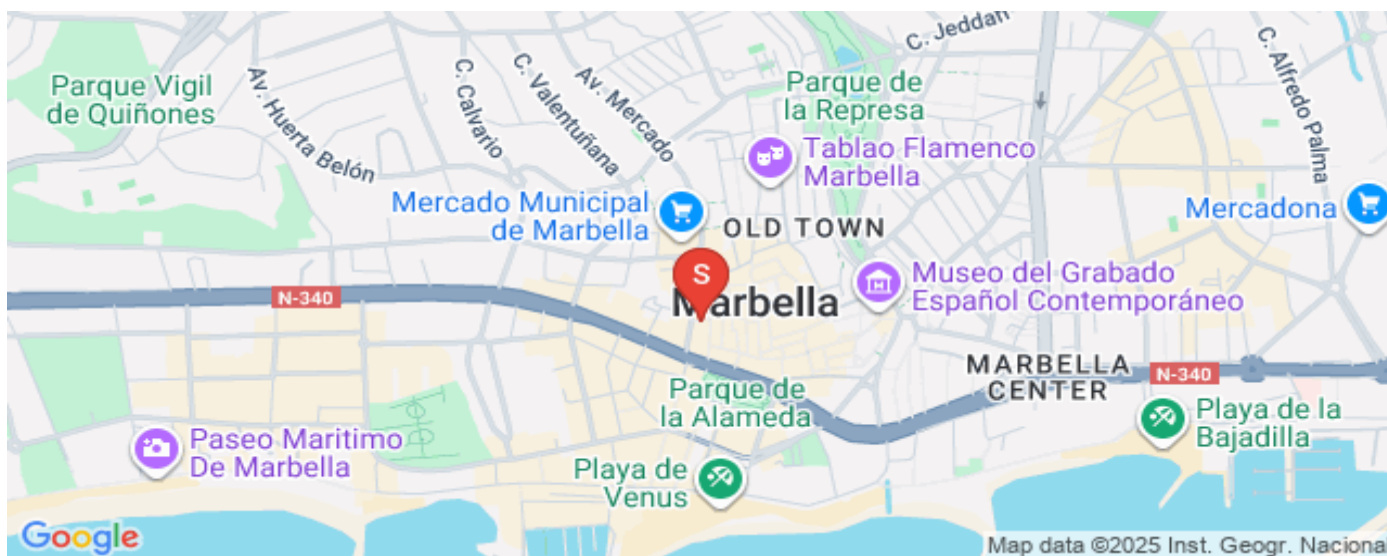 C. Jeddah
Parque Vigil
de Quiñones
Av. Huerta Belón
C. Calvario
C. Valentuñana
Av. Mercado
Parque de
la Represa
C. Alfredo Palma
Tablao Flamenco
Marbella
Mercado Municipal
de Marbella
OLD TOWN
Mercadona
S
Marbella
Museo del Grabado
Español Contemporáneo
N-340
MARBELLA
CENTER
N-340
Parque de
la Alameda
Playa de la
Bajadilla
Paseo Maritimo
De Marbella
Playa de
Venus
Google
Map data ©2025 Inst. Geogr. Naciona